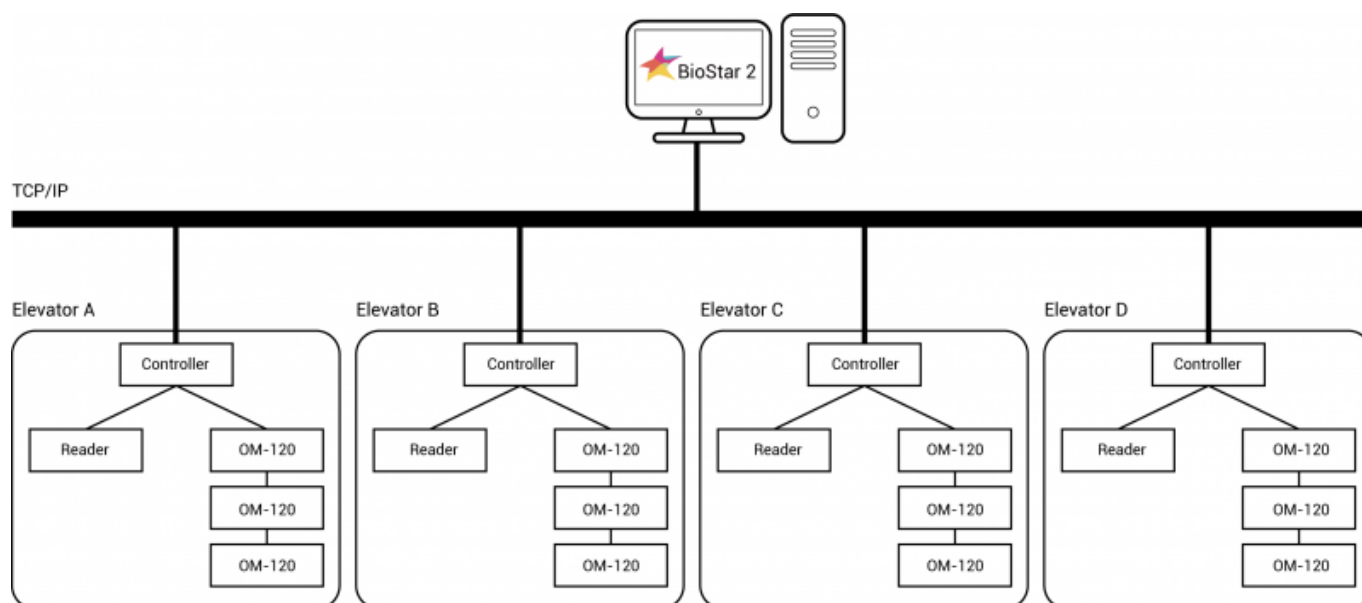 BioStar 2
TCP/IP
Elevator A
Elevator B
Elevator C
Elevator D
Controller
Controller
Controller
Controller
Reader
OM-120
Reader
OM-120
Reader
OM-120
Reader
OM-120
OM-120
OM-120
OM-120
OM-120
OM-120
OM-120
OM-120
OM-120